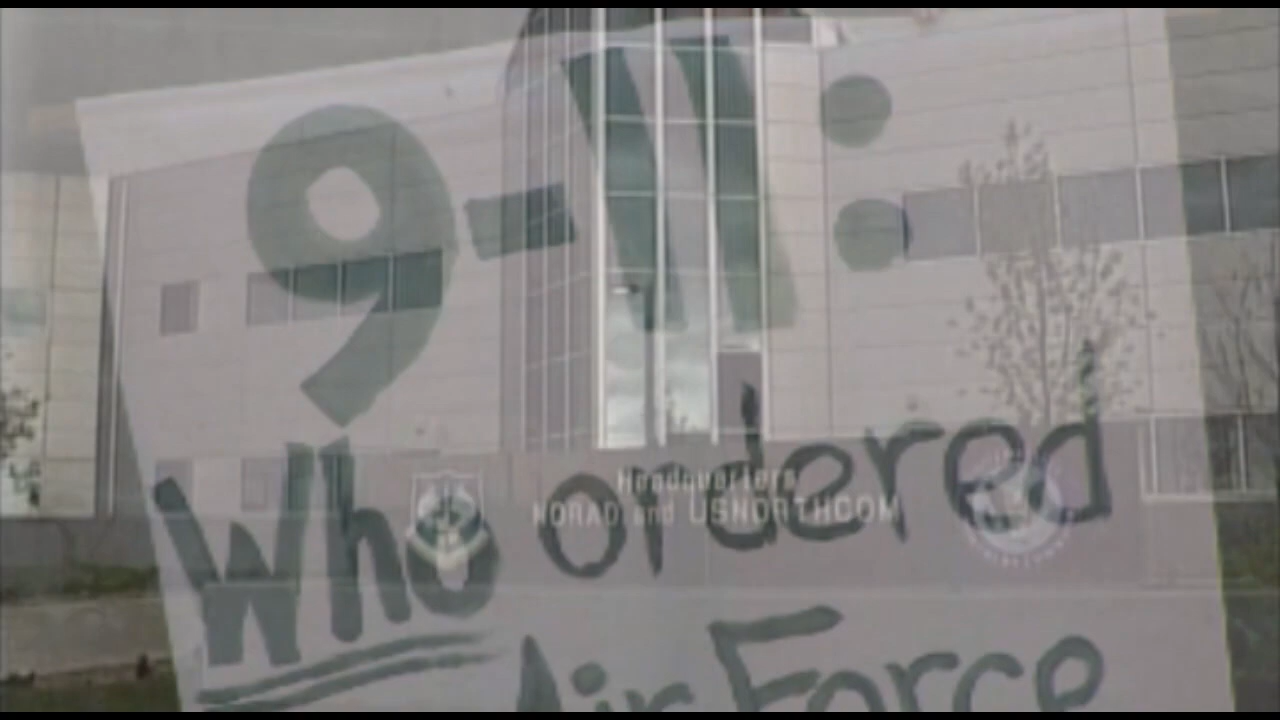 9-11:
Who ordered
Headquarters
NORAD and USNORTHCOM
Air Force